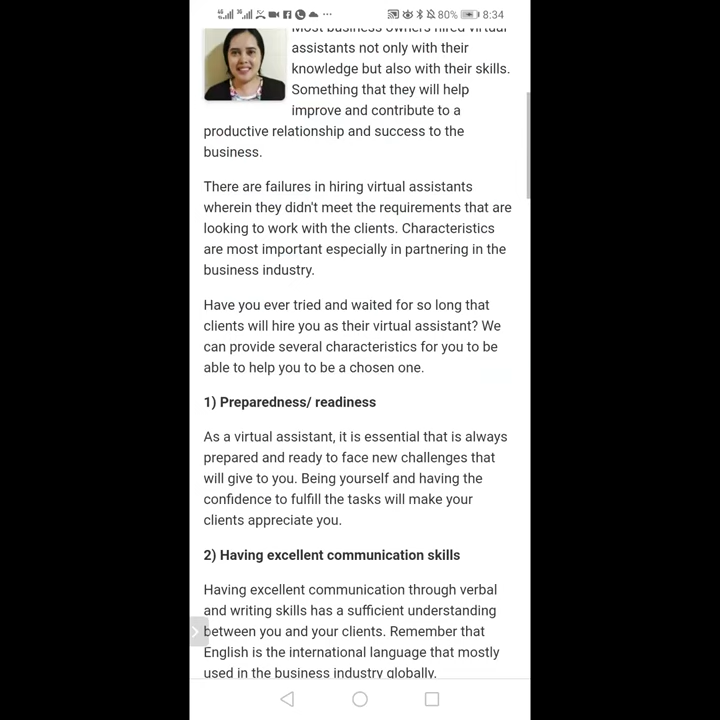 80% 8:34
Most business owners hired virtual
assistants not only with their
knowledge but also with their skills.
Something that they will help
improve and contribute to a
productive relationship and success to the
business.
There are failures in hiring virtual assistants
wherein they didn't meet the requirements that are
looking to work with the clients. Characteristics
are most important especially in partnering in the
business industry.
Have you ever tried and waited for so long that
clients will hire you as their virtual assistant? We
can provide several characteristics for you to be
able to help you to be a chosen one.
1) Preparedness/ readiness
As a virtual assistant, it is essential that is always
prepared and ready to face new challenges that
will give to you. Being yourself and having the
confidence to fulfill the tasks will make your
clients appreciate you.
2) Having excellent communication skills
Having excellent communication through verbal
and writing skills has a sufficient understanding
between you and your clients. Remember that
English is the international language that mostly
used in the business industry globally.